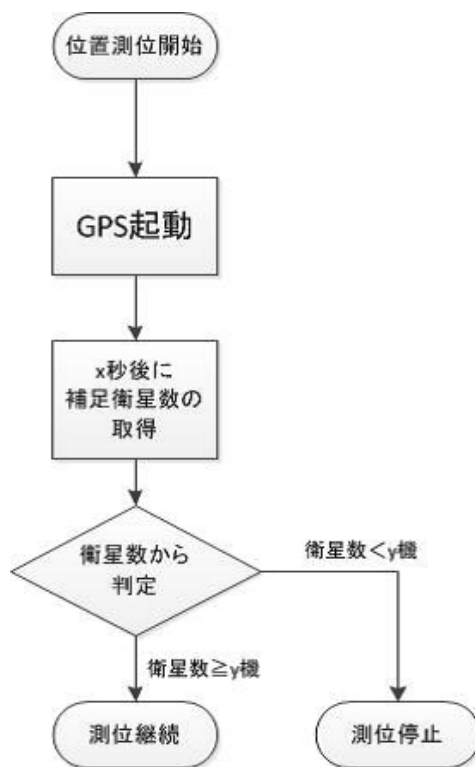 位置測位開始
GPS起動
x秒後に
補足衛星数の
取得
衛星数から
判定
衛星数＜y機
衛星数≧y機
測位継続
測位停止